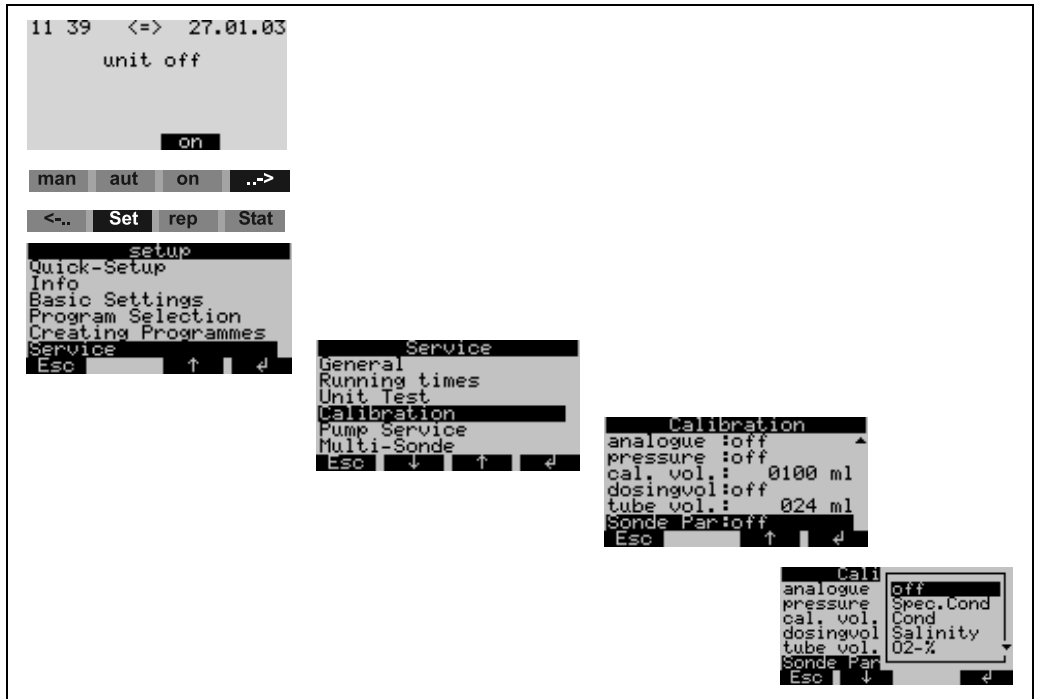 11 39 <=> 27.01.03
unit off
on
man aut on ..->
<-.. Set rep Stat
setup
Quick-Setup
Info
Basic Settings
Program Selection
Creating Programmes
Service
Esc ↑ ↲
Service
General
Running times
Unit Test
Calibration
Pump Service
Multi-Sonde
Esc ↓ ↑ ↲
Calibration
analogue :off ▲
pressure :off
cal. vol.: 0100 ml
dosingvol:off
tube vol.: 024 ml
Sonde Par:off
Esc ↑ ↲
Cali
analogue off
pressure Spec.Cond
cal. vol. Cond
dosingvol Salinity
tube vol. O2-% ▼
Sonde Par
Esc ↓ ↲